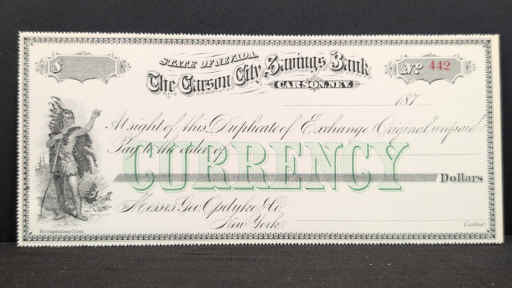 $
STATE OF NEVADA.
The Carson City Savings Bank
CARSON, NEV.
No 442
187
At sight of this Duplicate of Exchange (Original unpaid)
Pay to the order of
CURRENCY
Dollars
Messrs Geo. Opdyke & Co.
New York.
Cashier